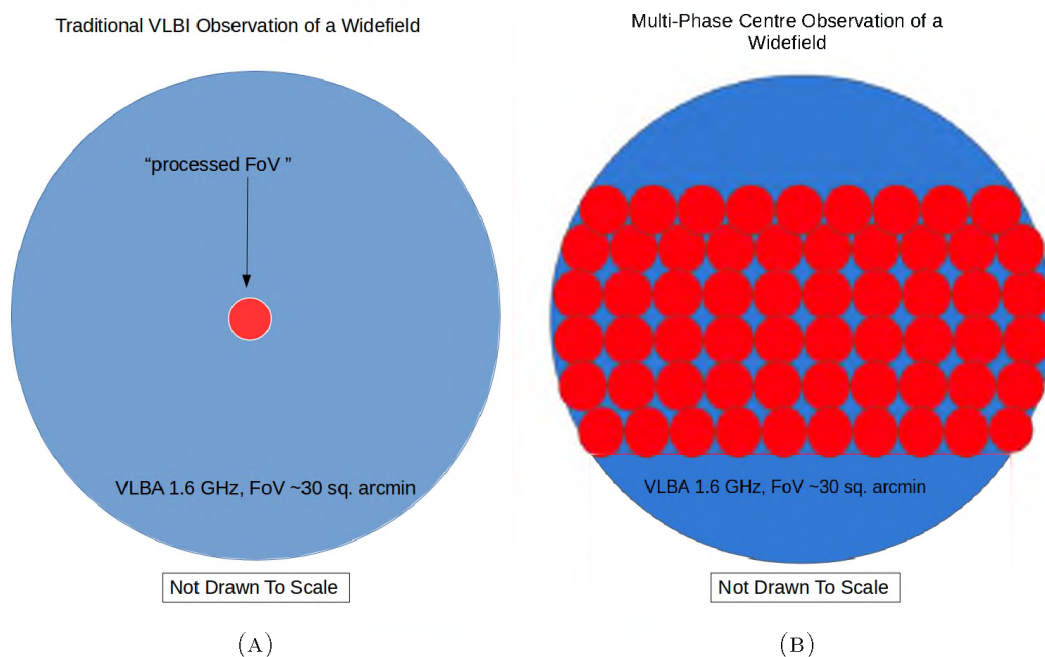 Traditional VLBI Observation of a Widefield
“processed FoV ”
VLBA 1.6 GHz, FoV ~30 sq. arcmin
Not Drawn To Scale
(A)
Multi-Phase Centre Observation of a
Widefield
VLBA 1.6 GHz, FoV ~30 sq. arcmin
Not Drawn To Scale
(B)